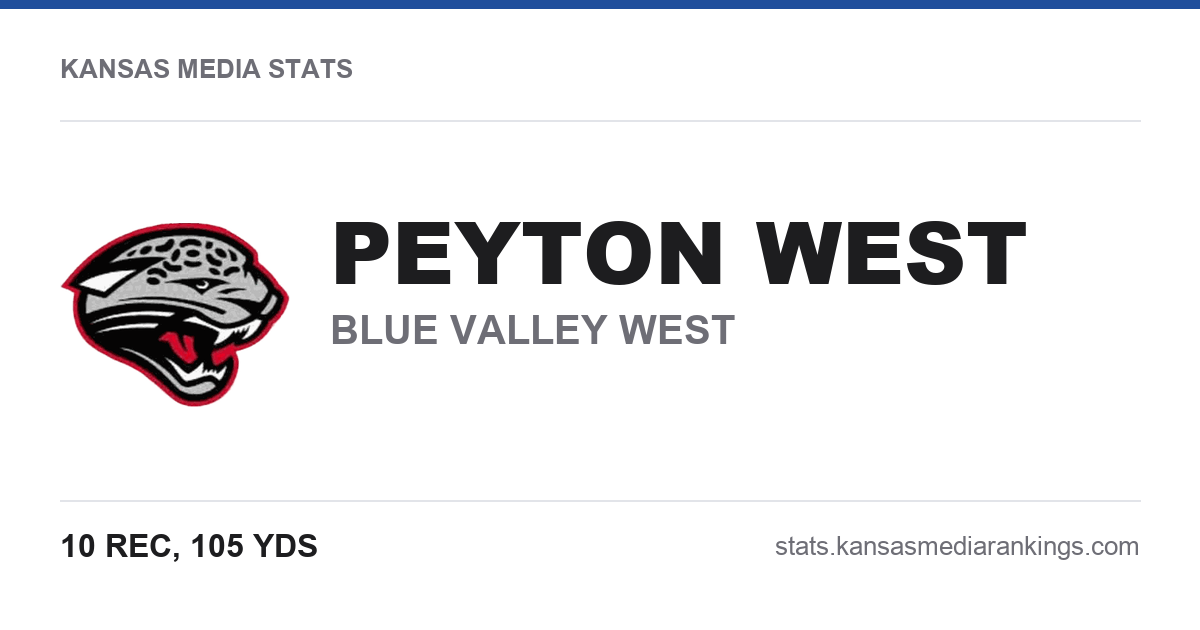 KANSAS MEDIA STATS
PEYTON WEST
BLUE VALLEY WEST
10 REC, 105 YDS
stats.kansasmediarankings.com